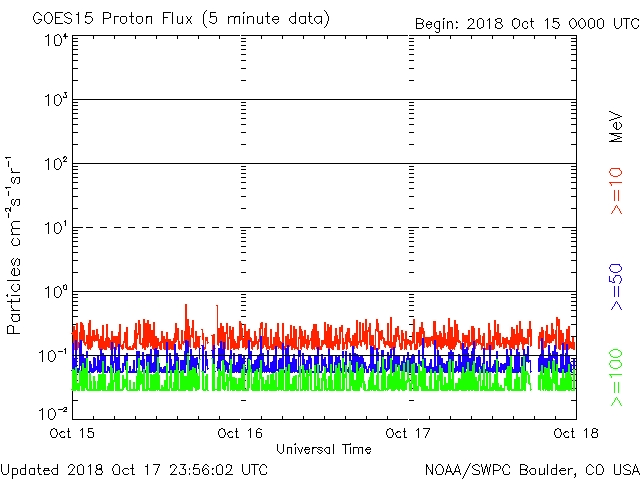 GOES15 Proton Flux (5 minute data)
Begin: 2018 Oct 15 0000 UTC
10⁴
10³
10²
10¹
10⁰
10⁻¹
10⁻²
Particles cm⁻²s⁻¹sr⁻¹
MeV
>=10
>=50
>=100
Oct 15 Oct 16 Oct 17 Oct 18
Universal Time
Updated 2018 Oct 17 23:56:02 UTC
NOAA/SWPC Boulder, CO USA